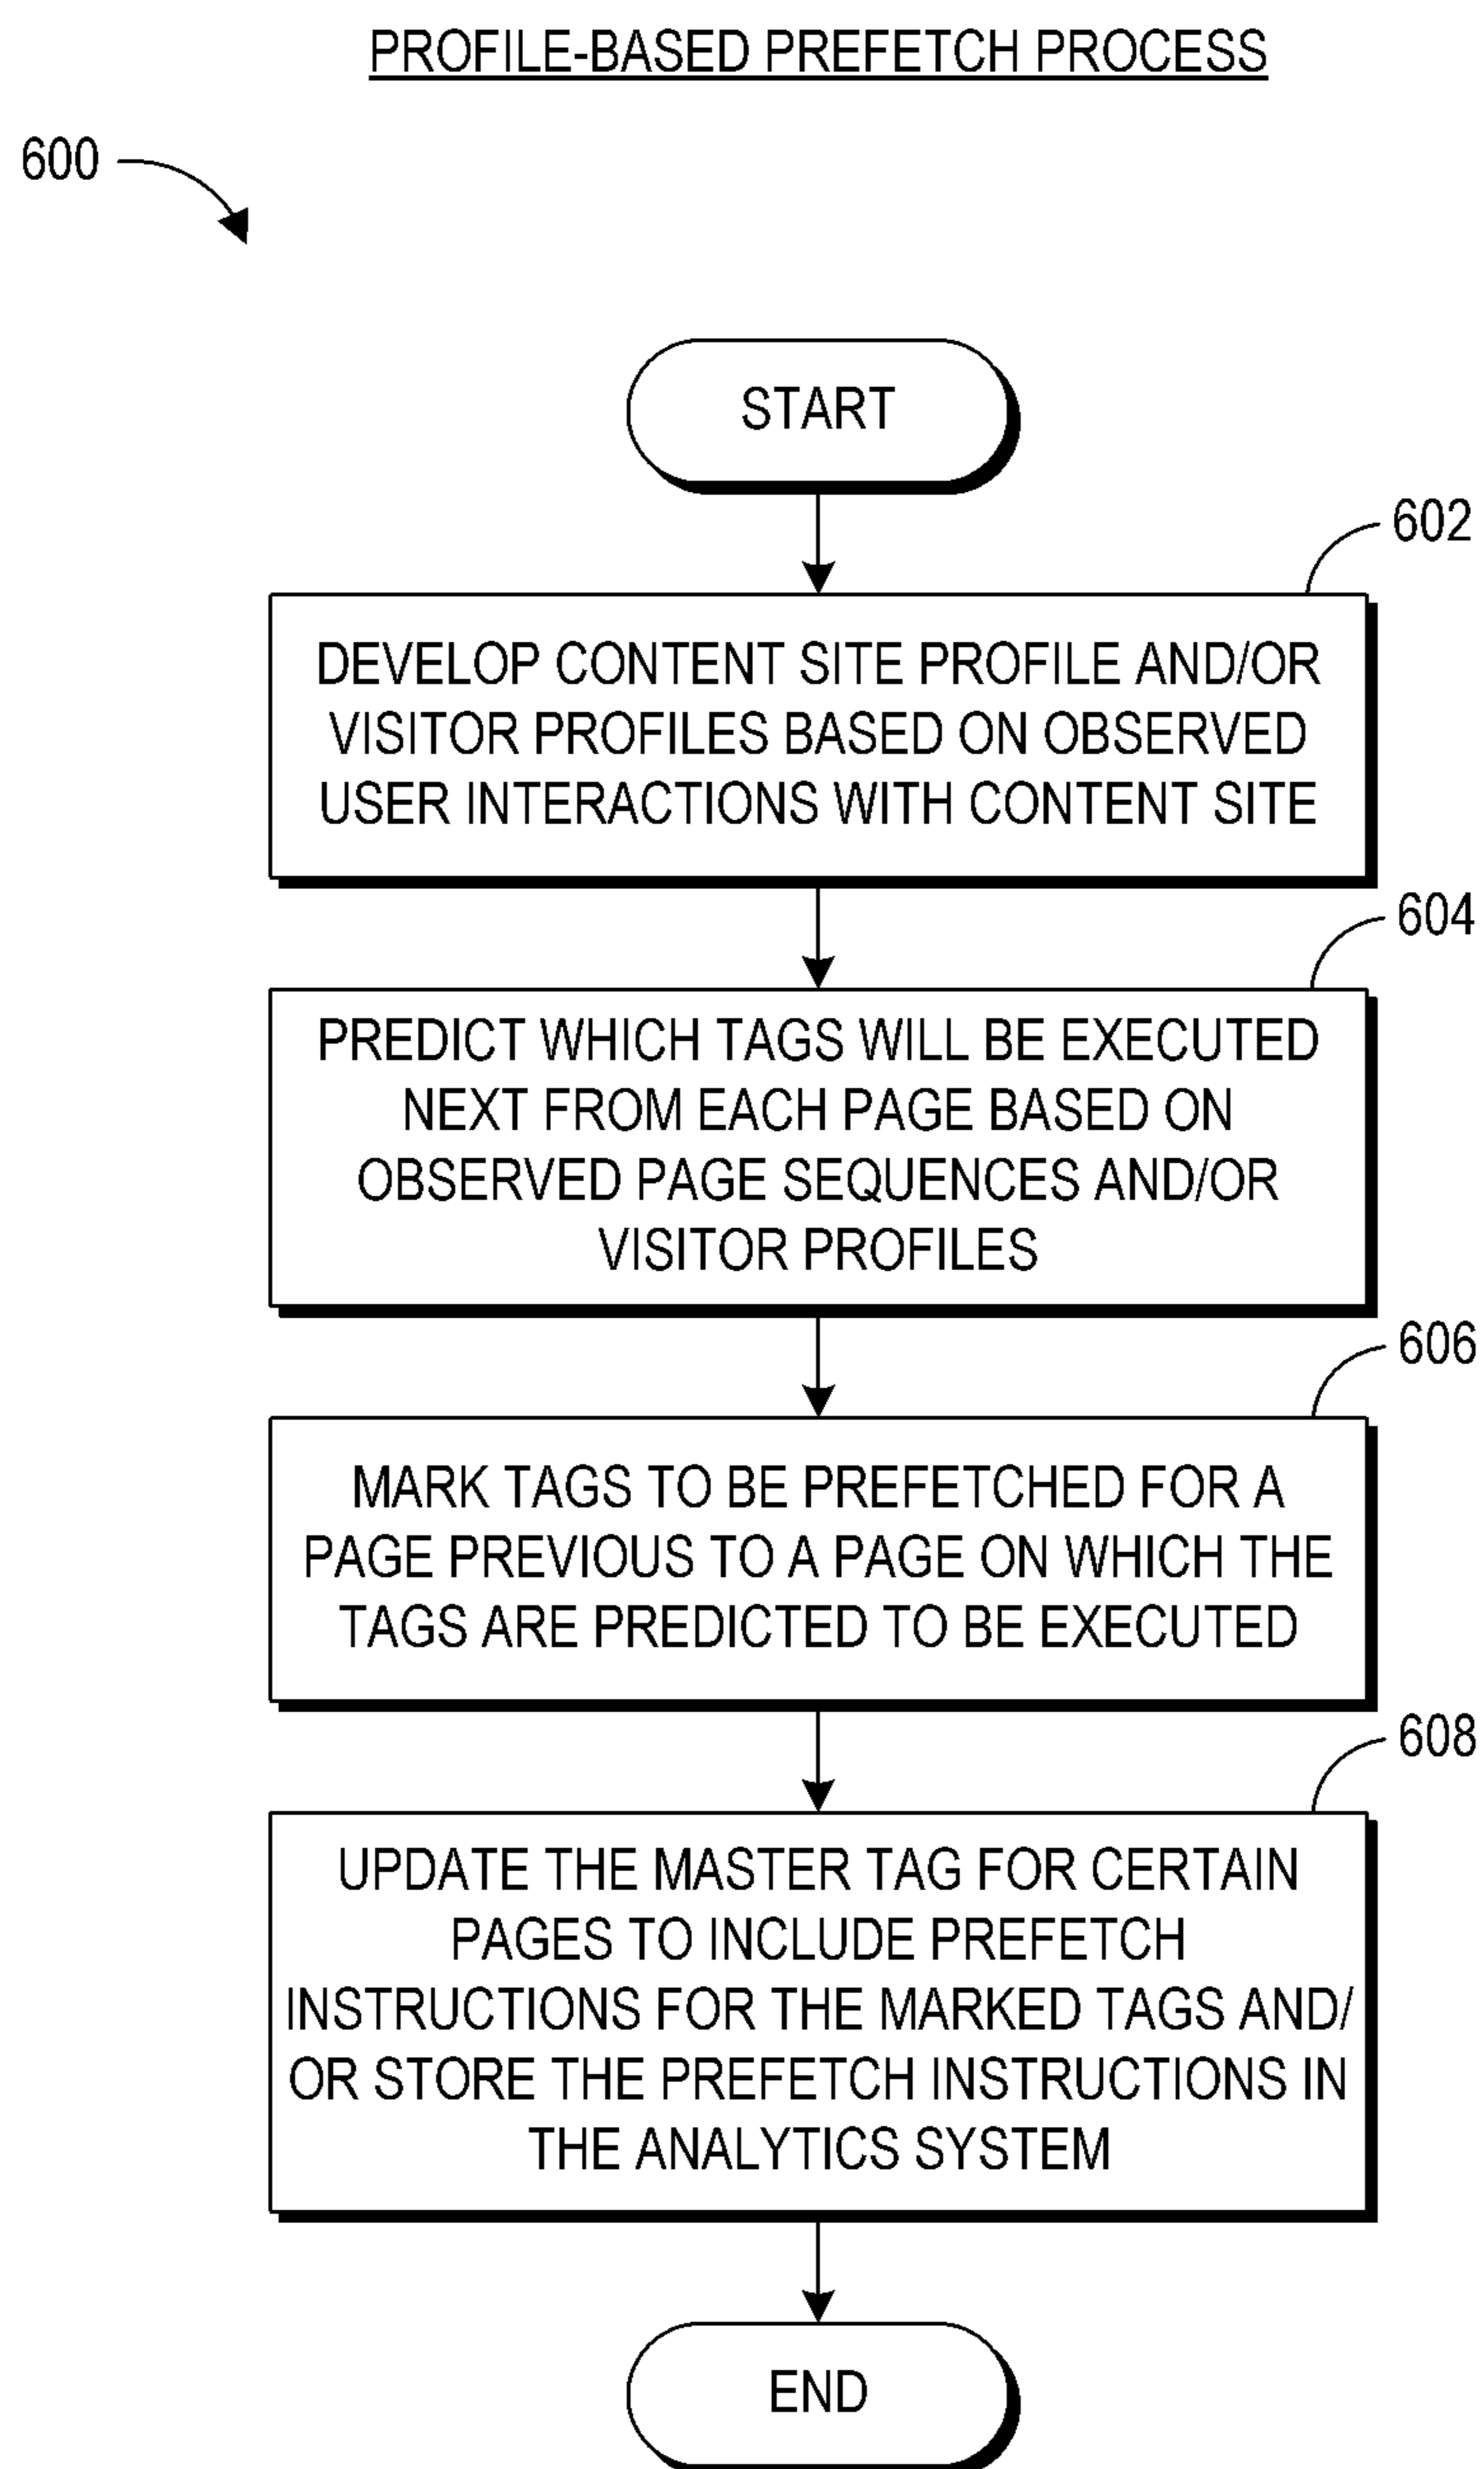 PROFILE-BASED PREFETCH PROCESS
600
START
602
DEVELOP CONTENT SITE PROFILE AND/OR
VISITOR PROFILES BASED ON OBSERVED
USER INTERACTIONS WITH CONTENT SITE
604
PREDICT WHICH TAGS WILL BE EXECUTED
NEXT FROM EACH PAGE BASED ON
OBSERVED PAGE SEQUENCES AND/OR
VISITOR PROFILES
606
MARK TAGS TO BE PREFETCHED FOR A
PAGE PREVIOUS TO A PAGE ON WHICH THE
TAGS ARE PREDICTED TO BE EXECUTED
608
UPDATE THE MASTER TAG FOR CERTAIN
PAGES TO INCLUDE PREFETCH
INSTRUCTIONS FOR THE MARKED TAGS AND/
OR STORE THE PREFETCH INSTRUCTIONS IN
THE ANALYTICS SYSTEM
END